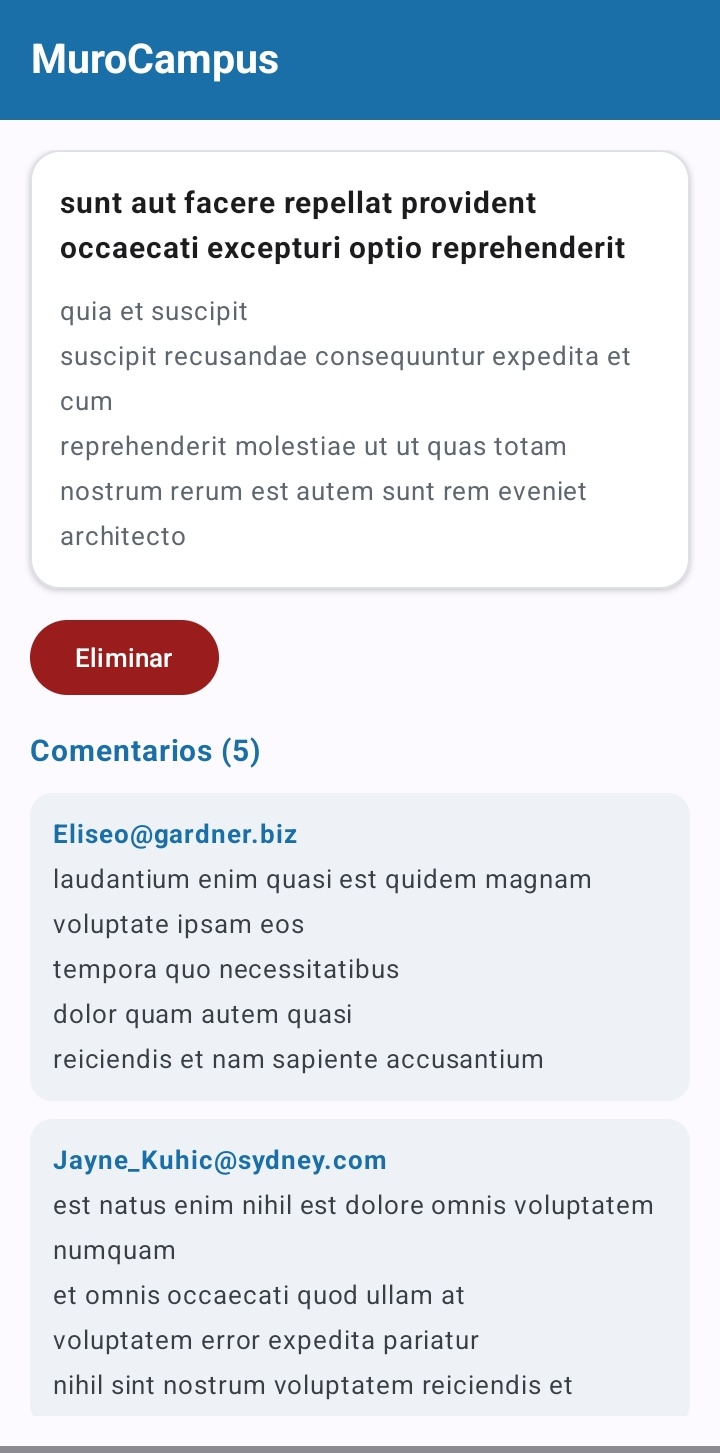 MuroCampus
sunt aut facere repellat provident
occaecati excepturi optio reprehenderit
quia et suscipit
suscipit recusandae consequuntur expedita et
cum
reprehenderit molestiae ut ut quas totam
nostrum rerum est autem sunt rem eveniet
architecto
Eliminar
Comentarios (5)
Eliseo@gardner.biz
laudantium enim quasi est quidem magnam
voluptate ipsam eos
tempora quo necessitatibus
dolor quam autem quasi
reiciendis et nam sapiente accusantium
Jayne_Kuhic@sydney.com
est natus enim nihil est dolore omnis voluptatem
numquam
et omnis occaecati quod ullam at
voluptatem error expedita pariatur
nihil sint nostrum voluptatem reiciendis et